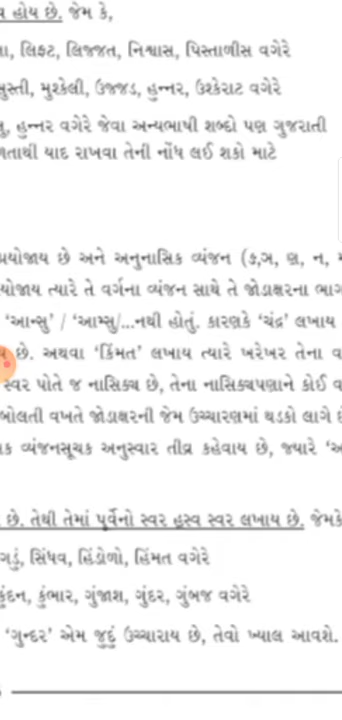 હોય છે. જેમ કે,
લિફ્ટ, લિજ્જત, નિશ્વાસ, પિસ્તાળીસ વગેરે
સુસ્તી, મુશ્કેલી, ઉજ્જડ, હુન્નર, ઉશ્કેરાટ વગેરે
હુન્નર વગેરે જેવા અન્યભાષી શબ્દો પણ ગુજરાતી
યાદ રાખવા તેની નોંધ લઈ શકો માટે
પ્રયોજાય છે અને અનુનાસિક વ્યંજન (ઙ,ઞ, ણ, ન,
ત્યારે તે વર્ગના વ્યંજન સાથે તે જોડાક્ષરના ભાગ
'આન્સુ' / 'આમ્સુ/...નથી હોતું. કારણકે 'ચંદ્ર' લખાય
છે. અથવા 'કિંમત' લખાય ત્યારે ખરેખર તેના વ
સ્વર પોતે જ નાસિક્ય છે, તેના નાસિક્યપણાને કોઈ વ
બોલતી વખતે જોડાક્ષરની જેમ ઉચ્ચારણમાં થડકો લાગે છે
ક વ્યંજનસૂચક અનુસ્વાર તીવ્ર કહેવાય છે, જ્યારે 'અ
છે. તેથી તેમાં પૂર્વેનો સ્વર હ્રસ્વ સ્વર લખાય છે. જેમકે
ગડું, સિંધવ, હિંડોળો, હિંમત વગેરે
કુંદન, કુંભાર, ગુંજાશ, ગુંદર, ગુંબજ વગેરે
'ગુન્દર' એમ જુદું ઉચ્ચારાય છે, તેવો ખ્યાલ આવશે.